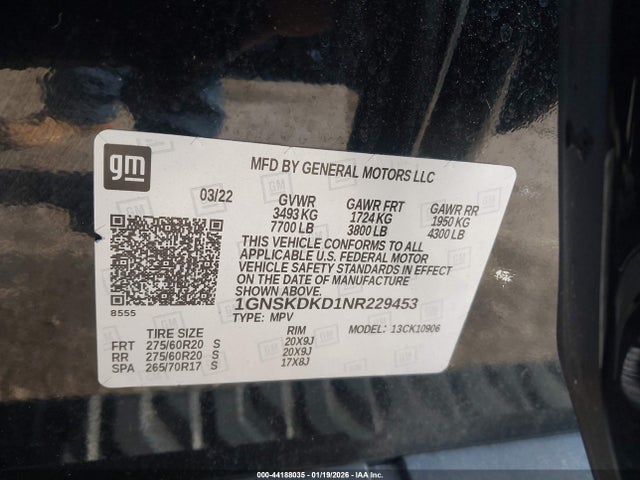 gm
MFD BY GENERAL MOTORS LLC
03/22 GVWR GAWR FRT GAWR RR
3493 KG 1724 KG 1950 KG
7700 LB 3800 LB 4300 LB
THIS VEHICLE CONFORMS TO ALL
APPLICABLE U.S. FEDERAL MOTOR
VEHICLE SAFETY STANDARDS IN EFFECT
ON THE DATE OF MANUFACTURE
SHOWN ABOVE.
1GNSKDKD1NR229453
8555
TYPE: MPV MODEL: 13CK10906
TIRE SIZE RIM
FRT 275/60R20 S 20X9J
RR 275/60R20 S 20X9J
SPA 265/70R17 S 17X8J
000-44188035 - 01/19/2026 - IAA Inc.